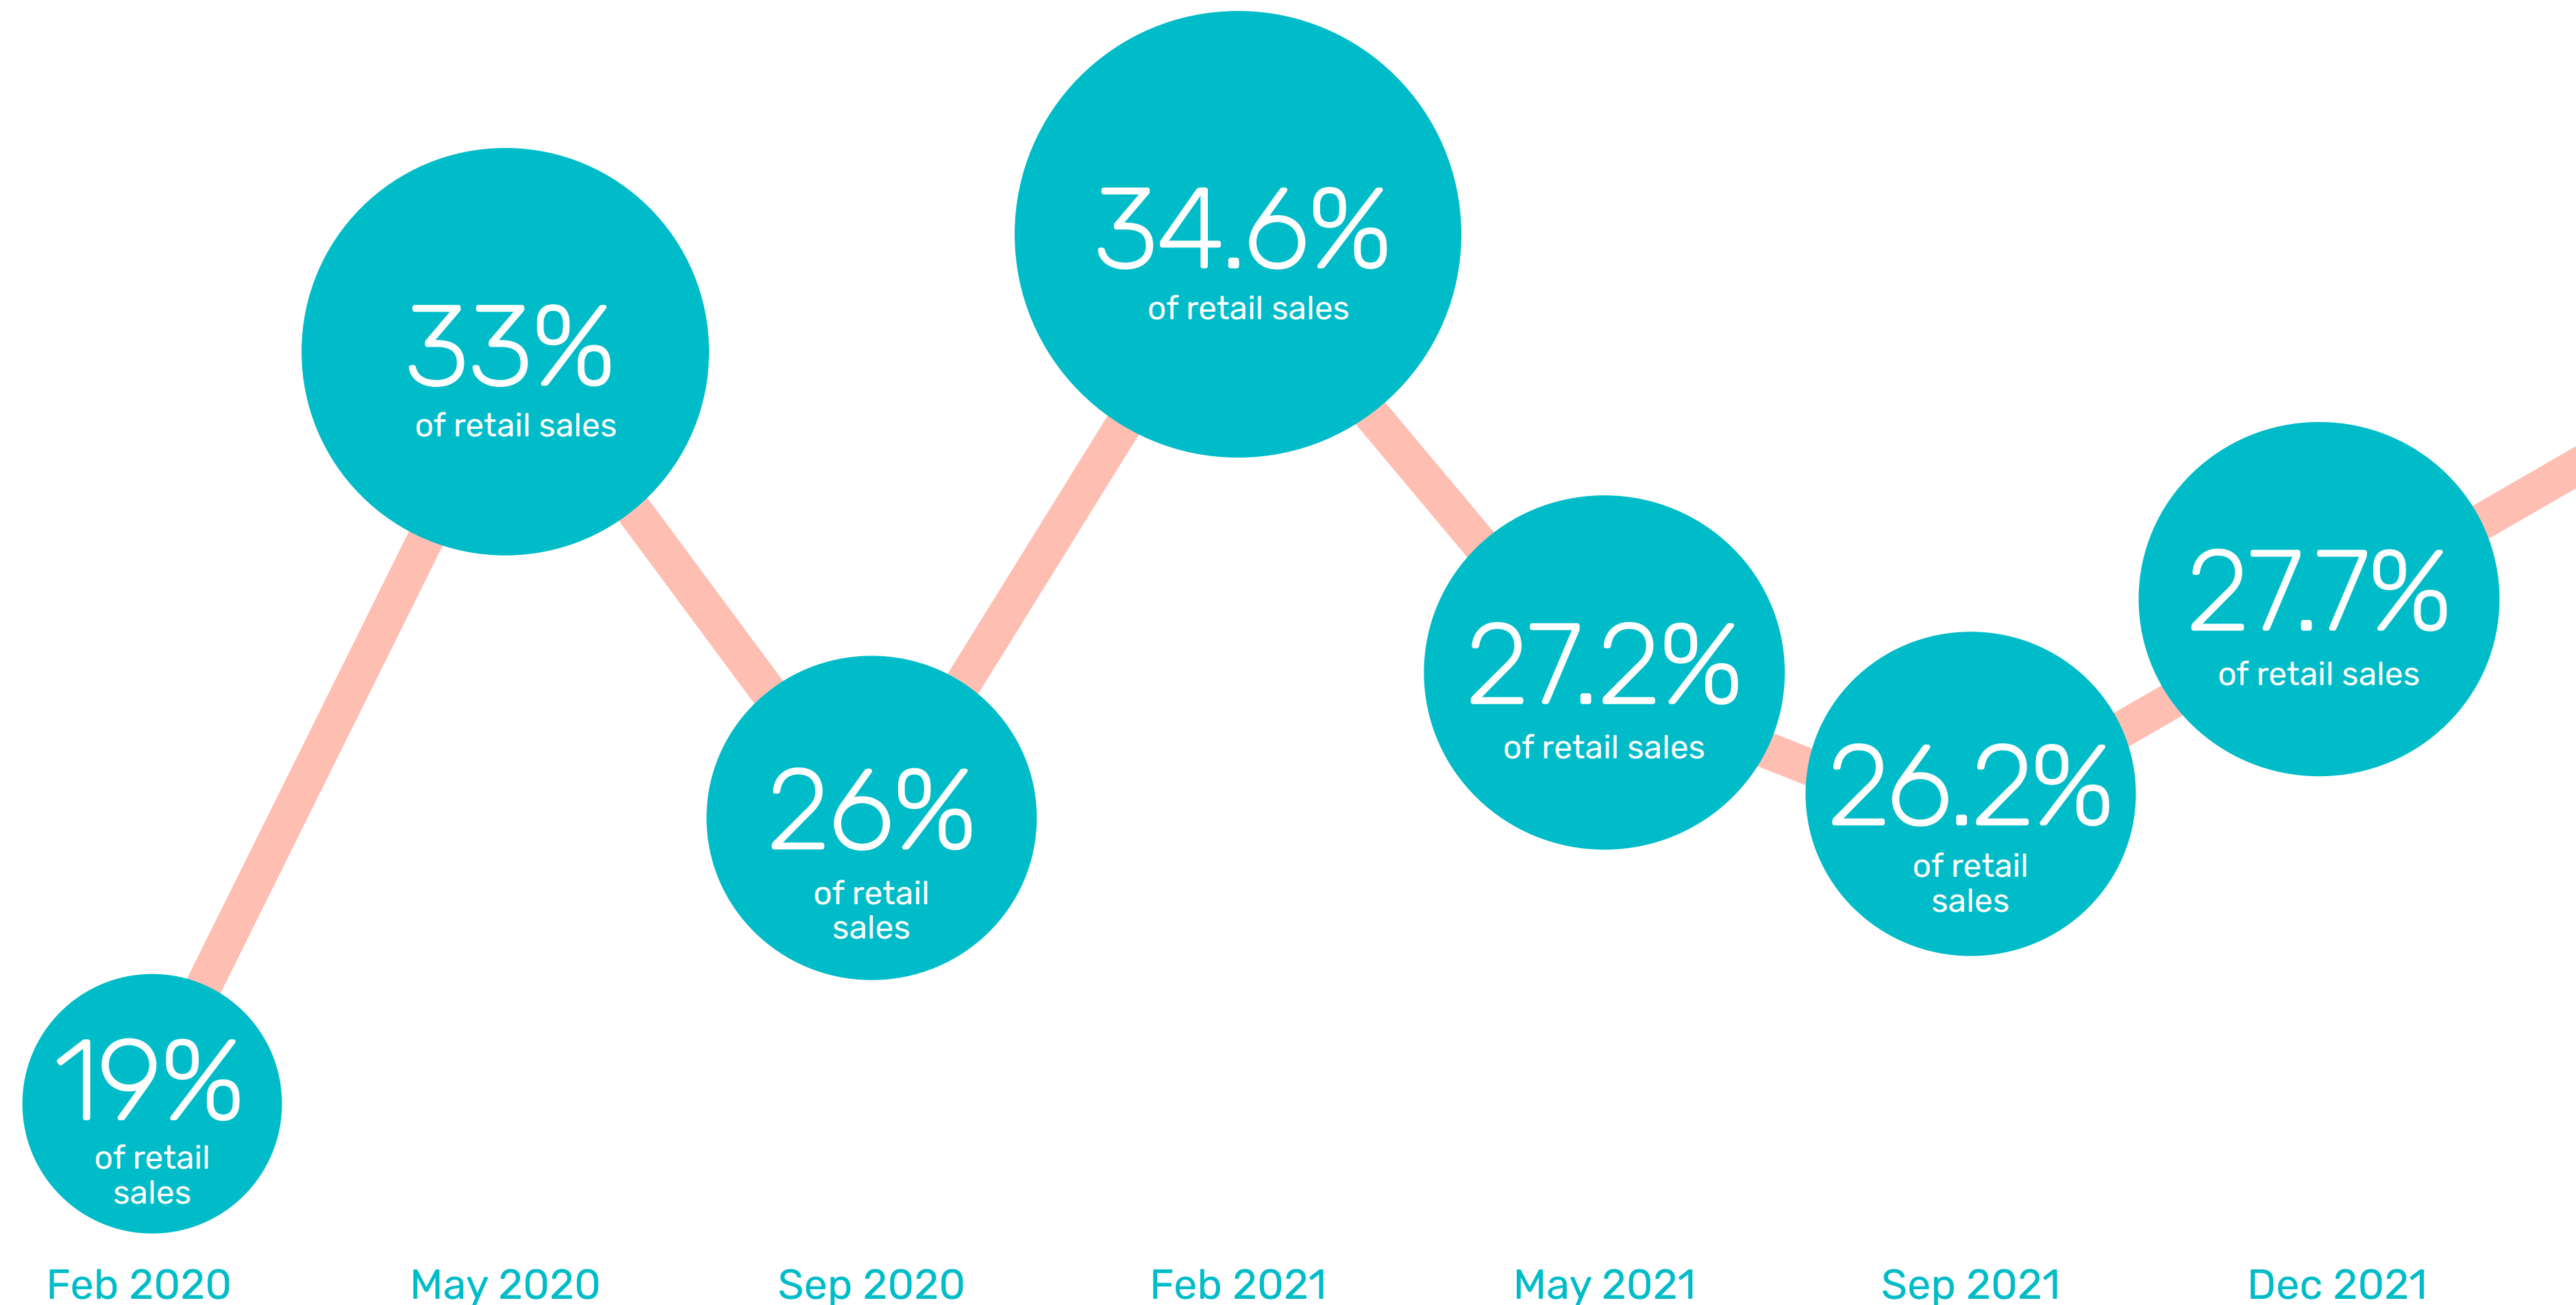 19%
of retail
sales
33%
of retail sales
26%
of retail
sales
34.6%
of retail sales
27.2%
of retail sales
26.2%
of retail
sales
27.7%
of retail sales
Feb 2020
May 2020
Sep 2020
Feb 2021
May 2021
Sep 2021
Dec 2021